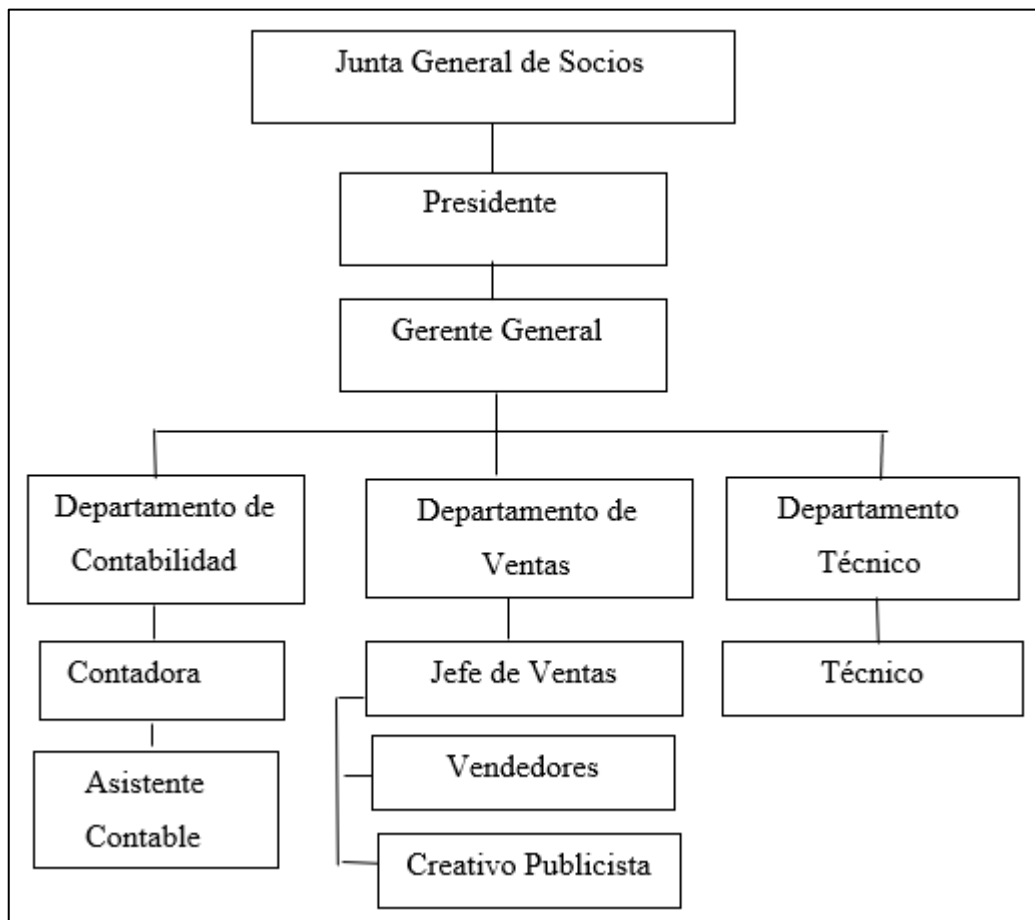 Junta General de Socios
Presidente
Gerente General
Departamento de
Contabilidad
Departamento de
Ventas
Departamento
Técnico
Contadora
Jefe de Ventas
Técnico
Asistente
Contable
Vendedores
Creativo Publicista